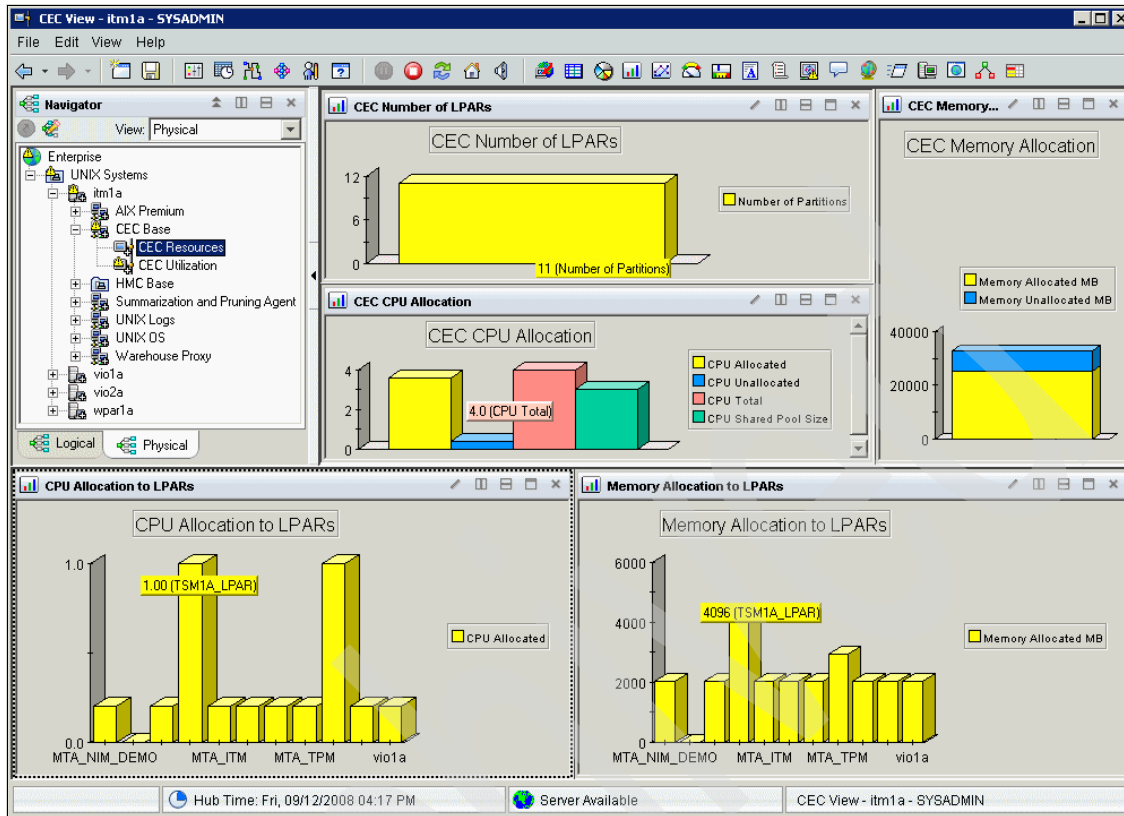 CEC View - itm1a - SYSADMIN
File Edit View Help
Navigator
View: Physical
Enterprise
UNIX Systems
itm1a
AIX Premium
CEC Base
CEC Resources
CEC Utilization
HMC Base
Summarization and Pruning Agent
UNIX Logs
UNIX OS
Warehouse Proxy
vio1a
vio2a
wpar1a
Logical Physical
CEC Number of LPARs
CEC Number of LPARs
12
6
0
11 (Number of Partitions)
Number of Partitions
CEC CPU Allocation
CEC CPU Allocation
4
2
0
4.0 (CPU Total)
CPU Allocated
CPU Unallocated
CPU Total
CPU Shared Pool Size
CEC Memory...
CEC Memory Allocation
Memory Allocated MB
Memory Unallocated MB
40000
20000
0
CPU Allocation to LPARs
CPU Allocation to LPARs
1.0
0.0
1.00 (TSM1A_LPAR)
CPU Allocated
MTA_NIM_DEMO MTA_ITM MTA_TPM vio1a
Memory Allocation to LPARs
Memory Allocation to LPARs
6000
4000
2000
0
4096 (TSM1A_LPAR)
Memory Allocated MB
MTA_NIM_DEMO MTA_ITM MTA_TPM vio1a
Hub Time: Fri, 09/12/2008 04:17 PM
Server Available
CEC View - itm1a - SYSADMIN